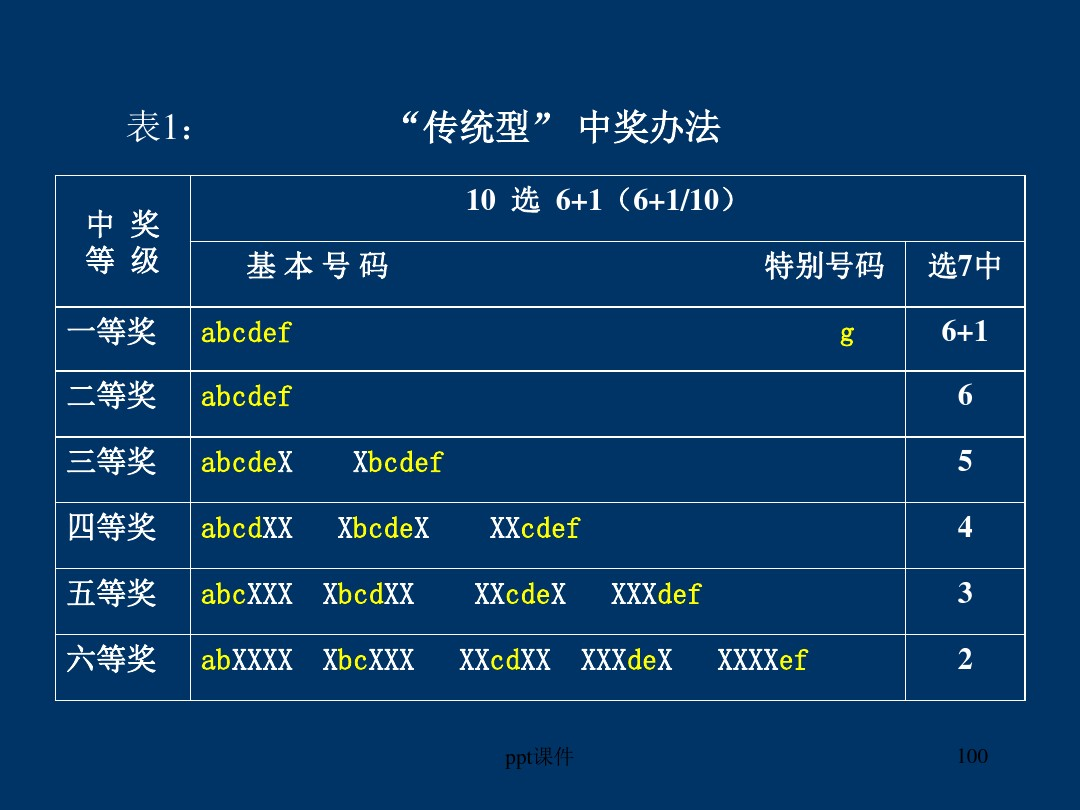 表1： “传统型” 中奖办法
中 奖
等 级
10 选 6+1（6+1/10）
基 本 号 码 特别号码 选7中
一等奖 abcdef g 6+1
二等奖 abcdef 6
三等奖 abcdeX Xbcdef 5
四等奖 abcdXX XbcdeX XXcdef 4
五等奖 abcXXX XbcdXX XXcdeX XXXdef 3
六等奖 abXXXX XbcXXX XXcdXX XXXdeX XXXXef 2
ppt课件 100